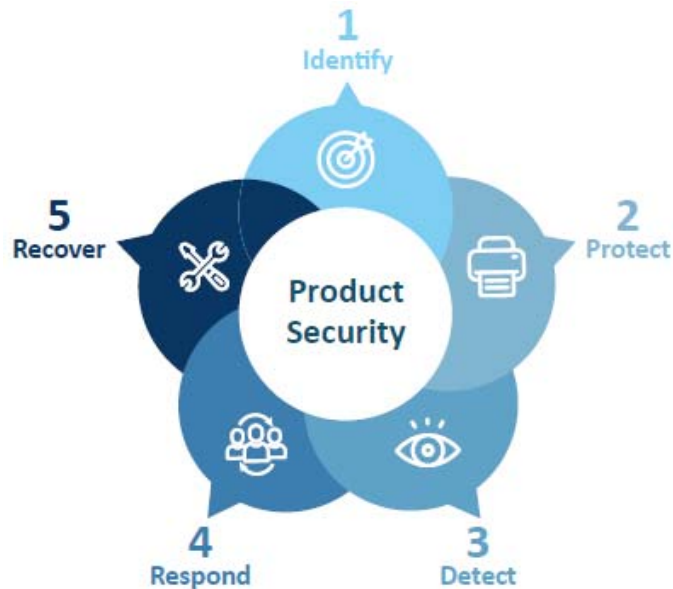 1
Identify
2
Protect
3
Detect
4
Respond
5
Recover
Product
Security